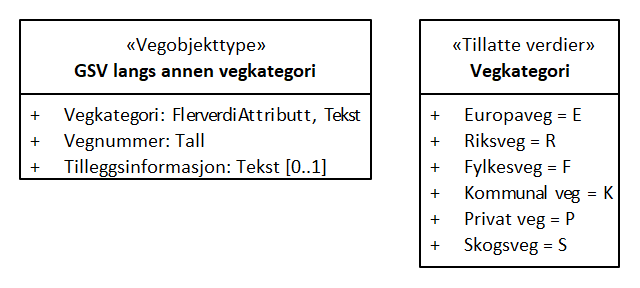 «Vegobjekttype»
GSV langs annen vegkategori
+ Vegkategori: FlerverdiAttributt, Tekst
+ Vegnummer: Tall
+ Tilleggsinformasjon: Tekst [0..1]
«Tillatte verdier»
Vegkategori
+ Europaveg = E
+ Riksveg = R
+ Fylkesveg = F
+ Kommunal veg = K
+ Privat veg = P
+ Skogsveg = S